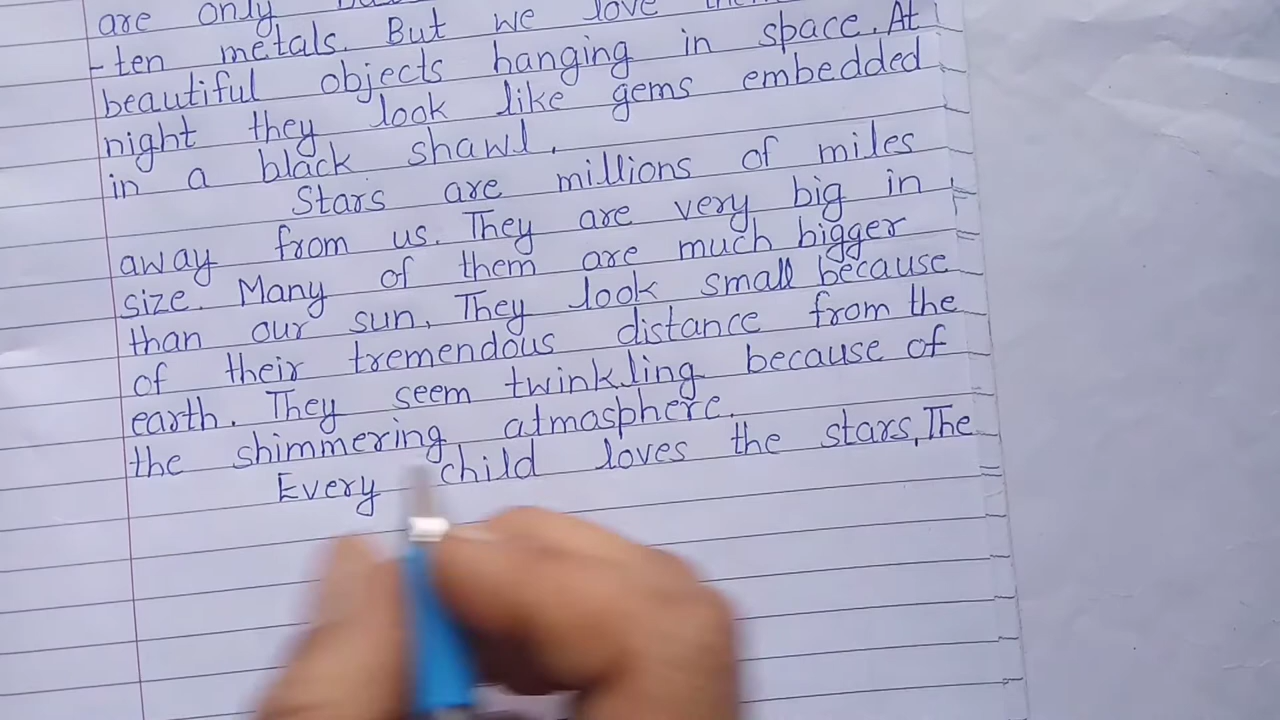 are only
-ten metals. But we love
beautiful objects hanging in space. At
night they look like gems embedded
in a black shawl.
Stars are millions of miles
away from us. They are very big in
size. Many of them are much bigger
than our sun. They look small because
of their tremendous distance from the
earth. They seem twinkling because of
the shimmering atmasphere.
Every child loves the stars, The